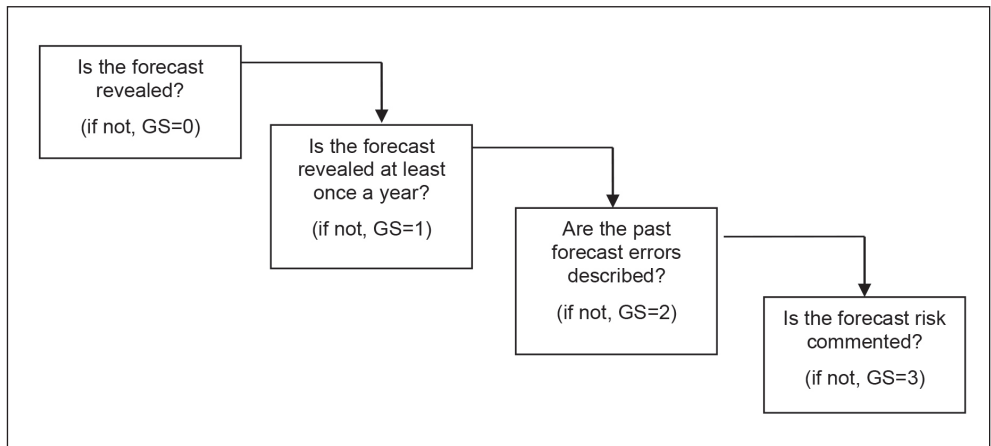 Is the forecast
revealed?
(if not, GS=0)
Is the forecast
revealed at least
once a year?
(if not, GS=1)
Are the past
forecast errors
described?
(if not, GS=2)
Is the forecast risk
commented?
(if not, GS=3)